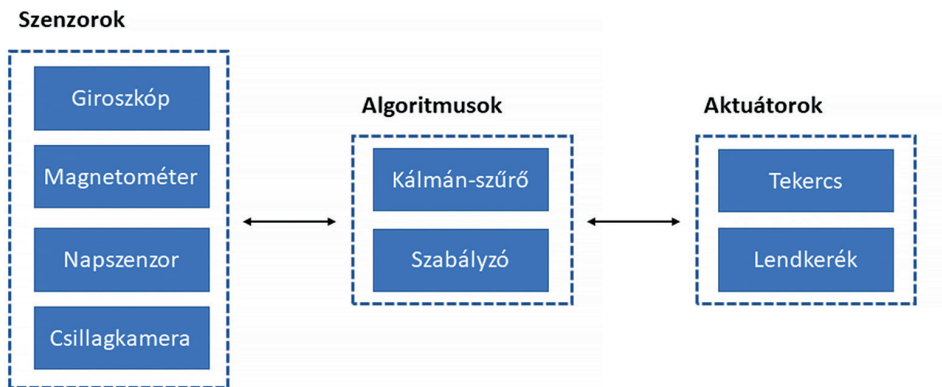 Szenzorok
Giroszkóp
Magnetométer
Napszenzor
Csillagkamera
Algoritmusok
Kálmán-szűrő
Szabályzó
Aktuátorok
Tekercs
Lendkerék